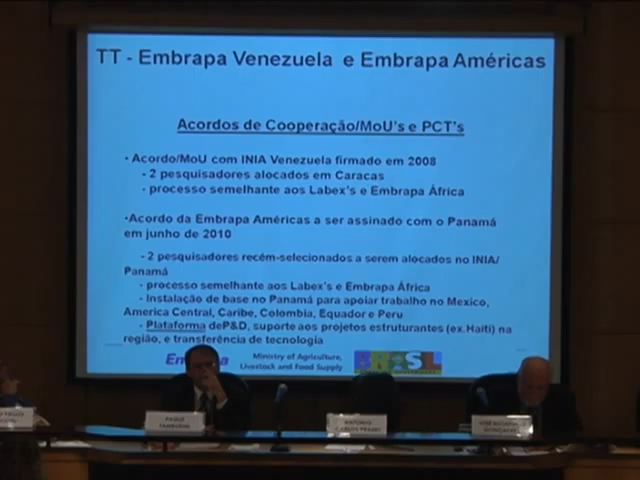 TT - Embrapa Venezuela e Embrapa Américas
Acordos de Cooperação/MoU's e PCT's
• Acordo/MoU com INIA Venezuela firmado em 2008
- 2 pesquisadores alocados em Caracas
- processo semelhante aos Labex's e Embrapa África
•Acordo da Embrapa Américas a ser assinado com o Panamá
em junho de 2010
- 2 pesquisadores recém-selecionados a serem alocados no INIA/
Panamá
- processo semelhante aos Labex's e Embrapa África
- Instalação de base no Panamá para apoiar trabalho no Mexico,
America Central, Caribe, Colombia, Equador e Peru
- Plataforma deP&D, suporte aos projetos estruturantes (ex.Haiti) na
região, e transferência de tecnologia
Ministry of Agriculture,
Livestock and Food Supply
BRASIL
ANTONIO